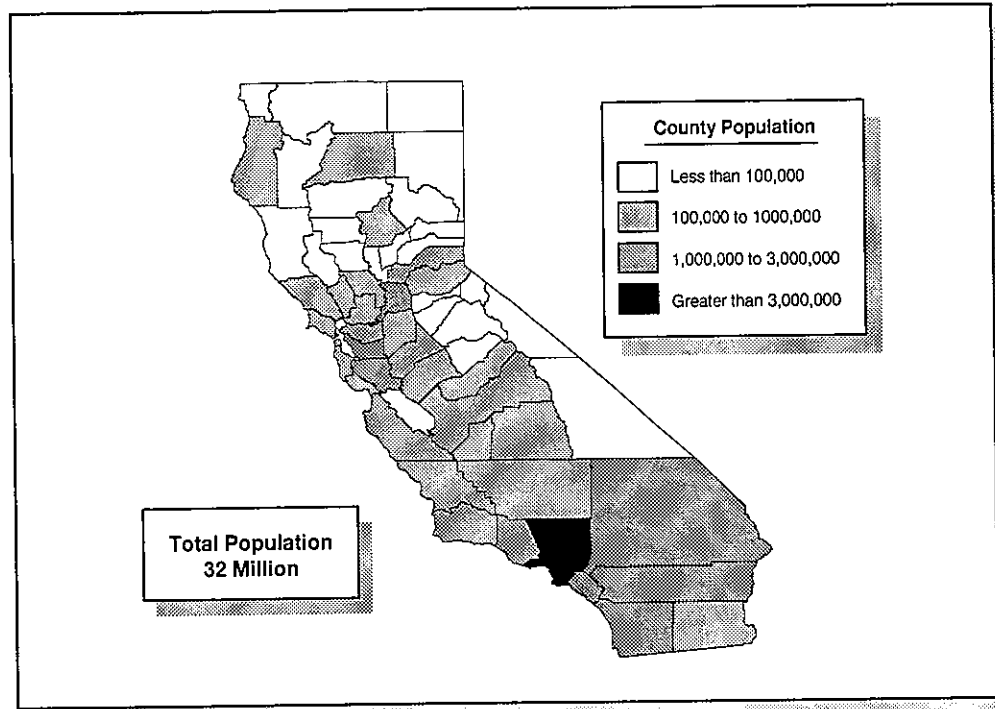 County Population
Less than 100,000
100,000 to 1000,000
1,000,000 to 3,000,000
Greater than 3,000,000
Total Population
32 Million